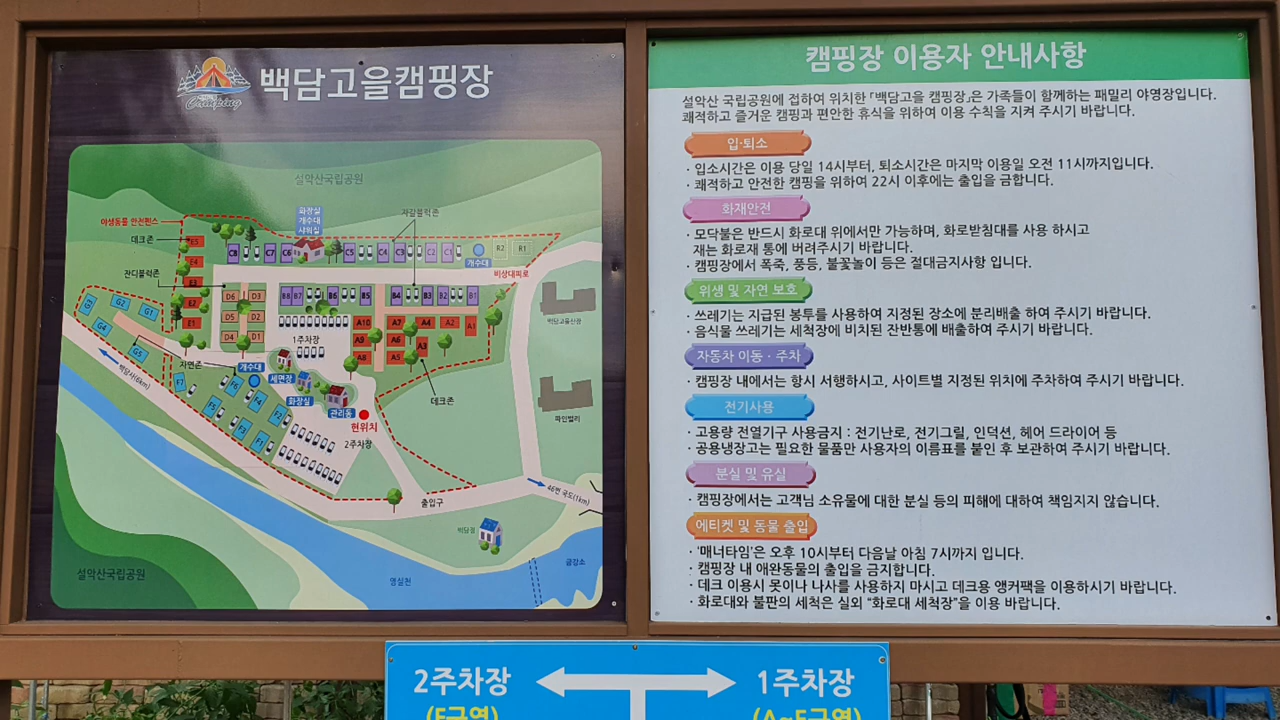 Camping
백담고을캠핑장
설악산국립공원
야생동물 안전펜스
화장실
개수대
샤워실
자갈블럭존
데크존
E5
E4
E3
E2
E1
C8
C7
C6
C5
C4
C3
C2
C1
개수대
R2
R1
비상대피로
잔디블럭존
D6
D3
D5
D2
D4
D1
B8
B7
B6
B5
B4
B3
B2
B1
1주차장
A10
A9
A8
A7
A6
A5
A4
A3
A2
A1
G3
G2
G1
G4
G5
백담사(6km)
자연존
개수대
세면장
화장실
관리동
현위치
2주차장
데크존
F7
F6
F5
F4
F3
F2
F1
파인밸리
출입구
46번 국도(1km)
영실천
금강소
설악산국립공원
캠핑장 이용자 안내사항
설악산 국립공원에 접하여 위치한 「백담고을 캠핑장」은 가족들이 함께하는 패밀리 야영장입니다.
쾌적하고 즐거운 캠핑과 편안한 휴식을 위하여 이용 수칙을 지켜 주시기 바랍니다.
입·퇴소
· 입소시간은 이용 당일 14시부터, 퇴소시간은 마지막 이용일 오전 11시까지입니다.
· 쾌적하고 안전한 캠핑을 위하여 22시 이후에는 출입을 금합니다.
화재안전
· 모닥불은 반드시 화로대 위에서만 가능하며, 화로받침대를 사용 하시고
재는 화로재 통에 버려주시기 바랍니다.
· 캠핑장에서 폭죽, 풍등, 불꽃놀이 등은 절대금지사항 입니다.
위생 및 자연 보호
· 쓰레기는 지급된 봉투를 사용하여 지정된 장소에 분리배출 하여 주시기 바랍니다.
· 음식물 쓰레기는 세척장에 비치된 잔반통에 배출하여 주시기 바랍니다.
자동차 이동 · 주차
· 캠핑장 내에서는 항시 서행하시고, 사이트별 지정된 위치에 주차하여 주시기 바랍니다.
전기사용
· 고용량 전열기구 사용금지 : 전기난로, 전기그릴, 인덕션, 헤어 드라이어 등
· 공용냉장고는 필요한 물품만 사용자의 이름표를 붙인 후 보관하여 주시기 바랍니다.
분실 및 유실
· 캠핑장에서는 고객님 소유물에 대한 분실 등의 피해에 대하여 책임지지 않습니다.
에티켓 및 동물 출입
· '매너타임'은 오후 10시부터 다음날 아침 7시까지 입니다.
· 캠핑장 내 애완동물의 출입을 금지합니다.
· 데크 이용시 못이나 나사를 사용하지 마시고 데크용 앵커팩을 이용하시기 바랍니다.
· 화로대와 불판의 세척은 실외 "화로대 세척장"을 이용 바랍니다.
2주차장
1주차장
(F구역)
(A~E구역)